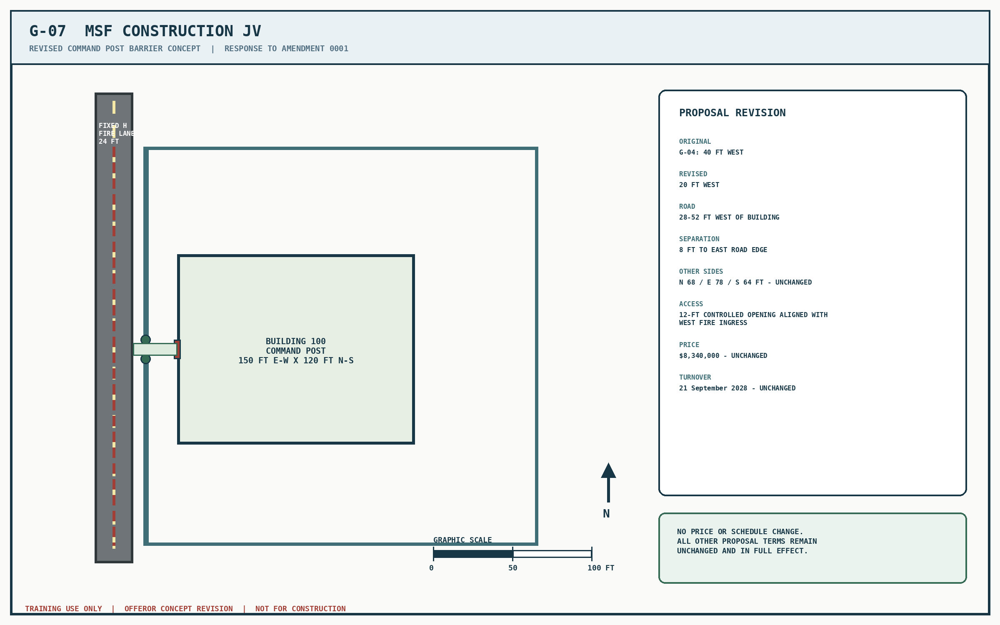 G-07  MSF CONSTRUCTION JV
REVISED COMMAND POST BARRIER CONCEPT  |  RESPONSE TO AMENDMENT 0001
FIXED H
FIRE LANE
24 FT
BUILDING 100
COMMAND POST
150 FT E-W X 120 FT N-S
N
GRAPHIC SCALE
0
50
100 FT
PROPOSAL REVISION
ORIGINAL
G-04: 40 FT WEST
REVISED
20 FT WEST
ROAD
28-52 FT WEST OF BUILDING
SEPARATION
8 FT TO EAST ROAD EDGE
OTHER SIDES
N 68 / E 78 / S 64 FT - UNCHANGED
ACCESS
12-FT CONTROLLED OPENING ALIGNED WITH
WEST FIRE INGRESS
PRICE
$8,340,000 - UNCHANGED
TURNOVER
21 September 2028 - UNCHANGED
NO PRICE OR SCHEDULE CHANGE.
ALL OTHER PROPOSAL TERMS REMAIN
UNCHANGED AND IN FULL EFFECT.
TRAINING USE ONLY  |  OFFEROR CONCEPT REVISION  |  NOT FOR CONSTRUCTION